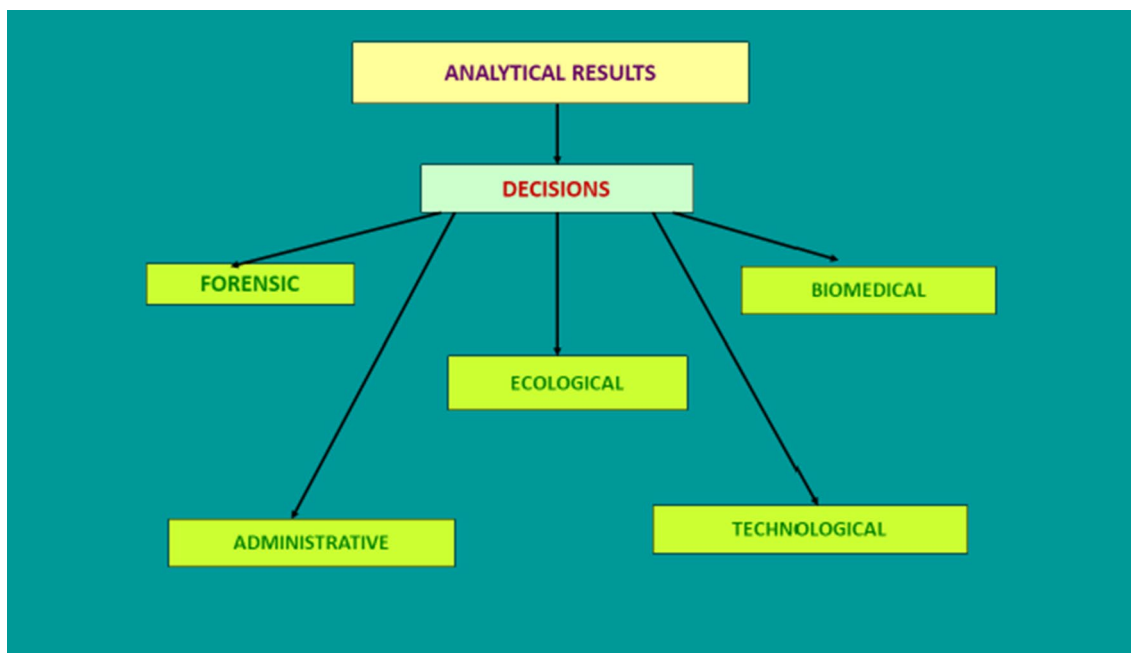 ANALYTICAL RESULTS
DECISIONS
FORENSIC
BIOMEDICAL
ECOLOGICAL
ADMINISTRATIVE
TECHNOLOGICAL